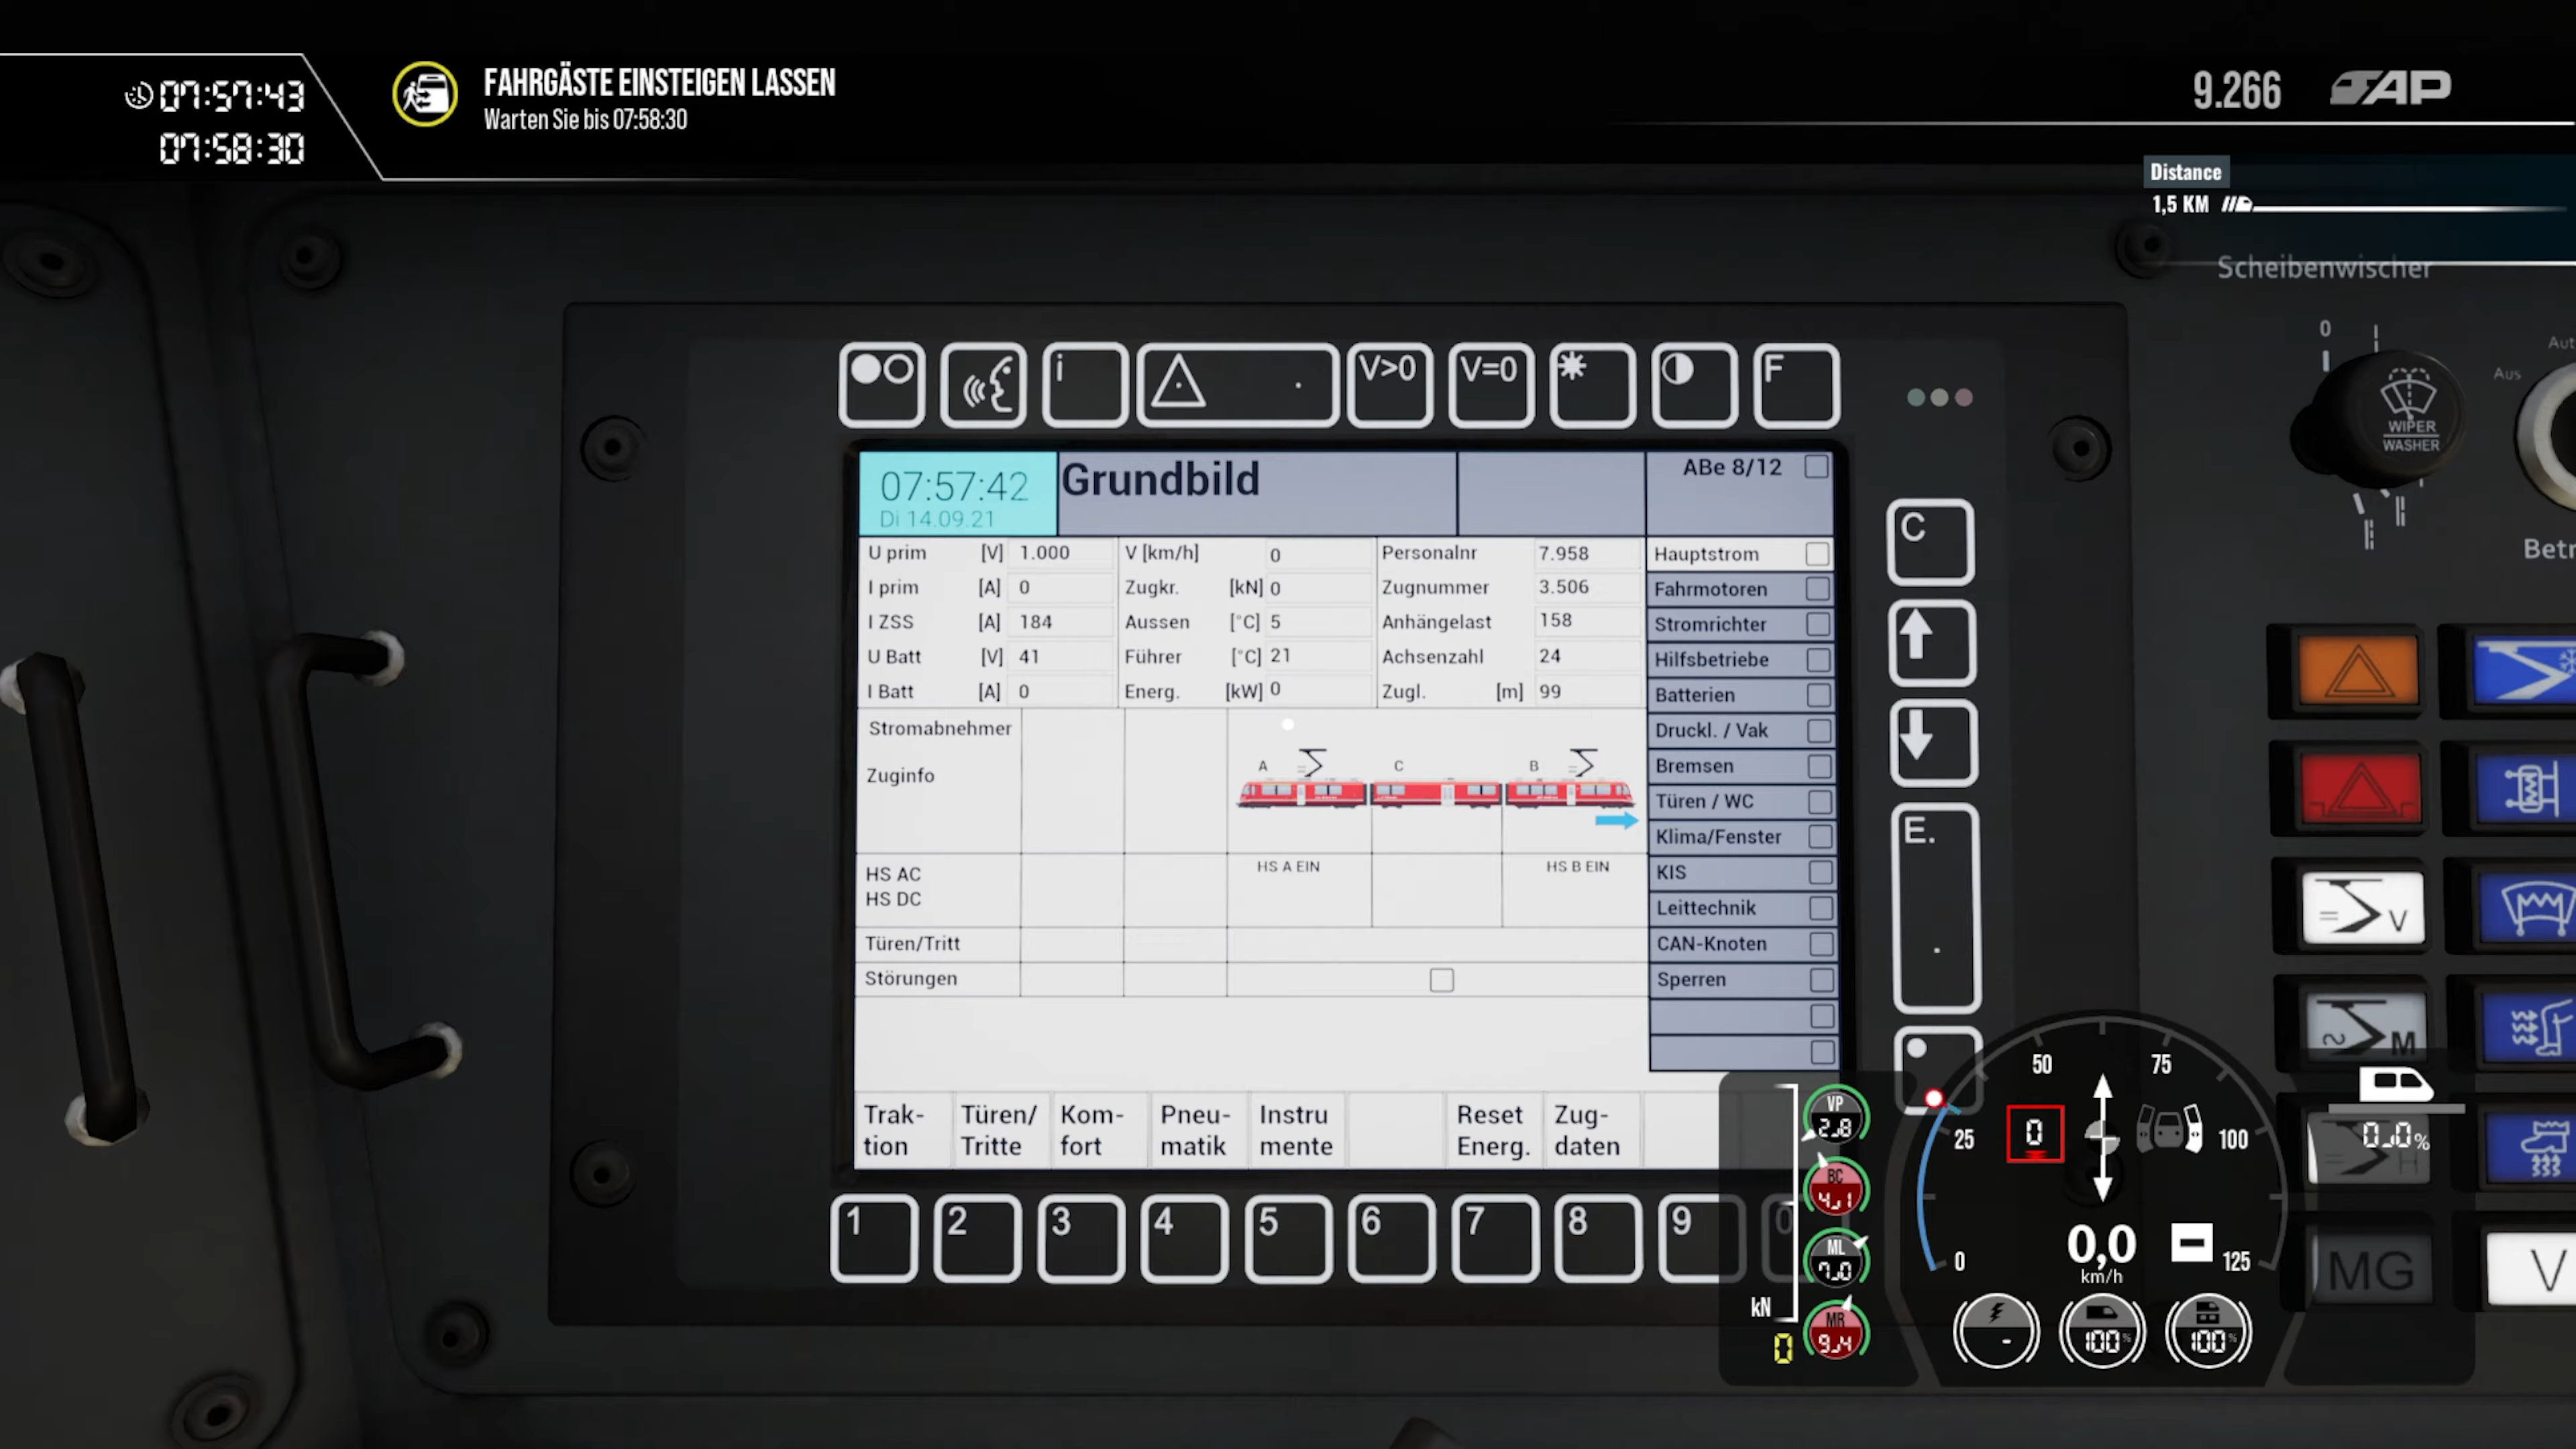 07:57:43
07:58:30
FAHRGÄSTE EINSTEIGEN LASSEN
Warten Sie bis 07:58:30
9.266
AP
Distance
1,5 KM
Scheibenwischer
0
Aus
WIPER
WASHER
i
V>0
V=0
F
07:57:42
Di 14.09.21
Grundbild
ABe 8/12
U prim [V] 1.000 V [km/h] 0 Personalnr 7.958 Hauptstrom
I prim [A] 0 Zugkr. [kN] 0 Zugnummer 3.506 Fahrmotoren
I ZSS [A] 184 Aussen [°C] 5 Anhängelast 158 Stromrichter
U Batt [V] 41 Führer [°C] 21 Achsenzahl 24 Hilfsbetriebe
I Batt [A] 0 Energ. [kW] 0 Zugl. [m] 99 Batterien
Stromabnehmer Druckl. / Vak
A C B Bremsen
Zuginfo
Türen / WC
Klima/Fenster
HS A EIN HS B EIN KIS
HS AC
HS DC
Leittechnik
Türen/Tritt CAN-Knoten
Störungen Sperren
Trak-
tion
Türen/
Tritte
Kom-
fort
Pneu-
matik
Instru
mente
Reset
Energ.
Zug-
daten
C
E.
1 2 3 4 5 6 7 8 9 0
V
M
H
MG
V
VP
2.8
BC
4.1
ML
7.0
MR
9.4
kN
0
0 25 50 75 100 125
0
0,0
km/h
-
100%
100%
0.0%